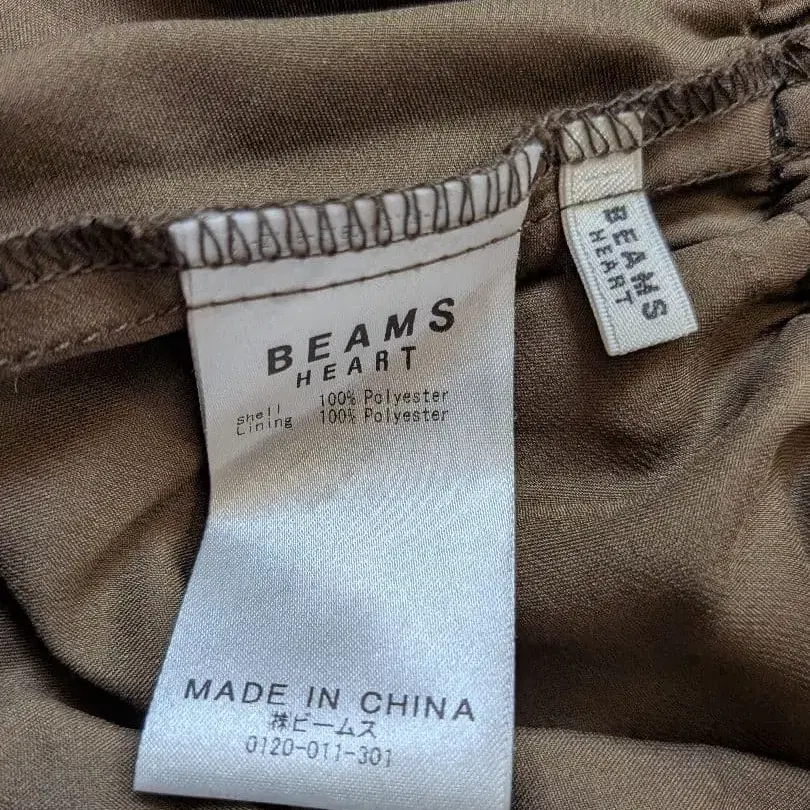 BEAMS
HEART
Shell 100% Polyester
Lining 100% Polyester
MADE IN CHINA
㈱ビームス
0120-011-301
BEAMS
HEART